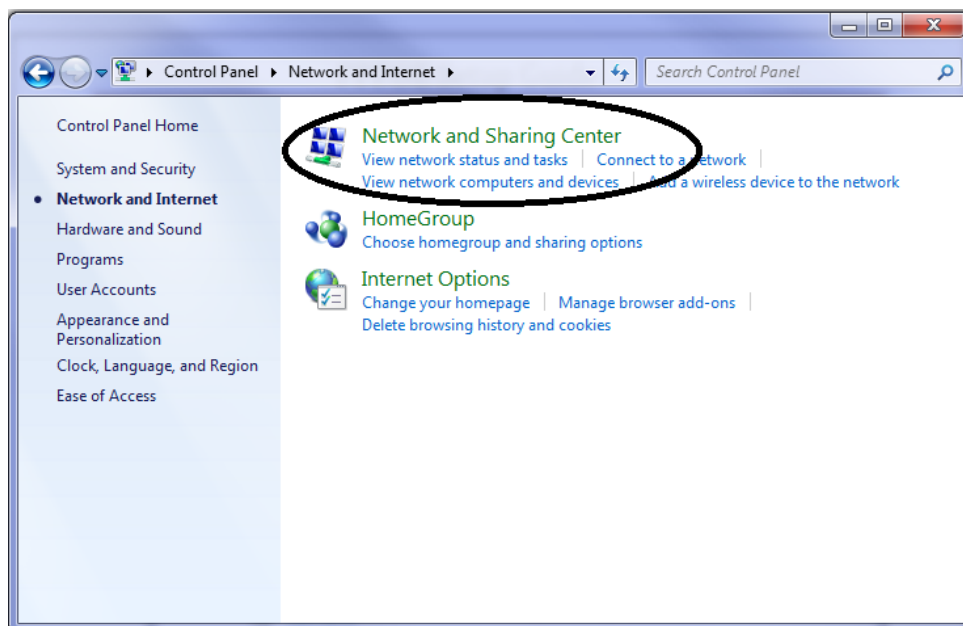 Control Panel Network and Internet Search Control Panel
Control Panel Home
System and Security
Network and Internet
Hardware and Sound
Programs
User Accounts
Appearance and
Personalization
Clock, Language, and Region
Ease of Access
Network and Sharing Center
View network status and tasks Connect to a network
View network computers and devices Add a wireless device to the network
HomeGroup
Choose homegroup and sharing options
Internet Options
Change your homepage Manage browser add-ons
Delete browsing history and cookies